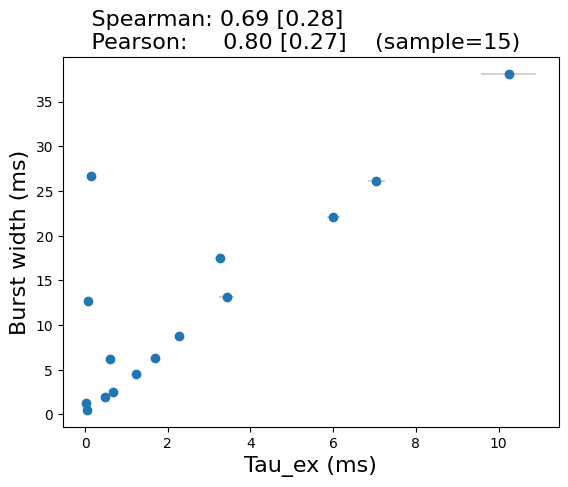 Spearman: 0.69 [0.28]
Pearson: 0.80 [0.27] (sample=15)
35
30
25
20
15
10
5
0
Burst width (ms)
0 2 4 6 8 10
Tau_ex (ms)